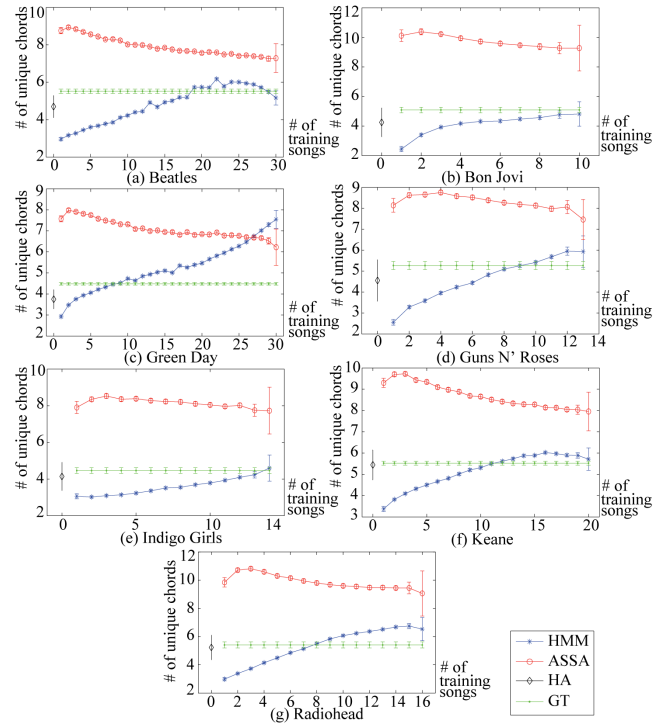 # of unique chords
10
8
6
4
2
0 5 10 15 20 25 30
# of
training
songs
(a) Beatles
# of unique chords
12
10
8
6
4
2
0 2 4 6 8 10
# of
training
songs
(b) Bon Jovi
# of unique chords
9
8
7
6
5
4
3
2
0 5 10 15 20 25 30
# of
training
songs
(c) Green Day
# of unique chords
9
8
7
6
5
4
3
2
0 2 4 6 8 10 12 14
# of
training
songs
(d) Guns N' Roses
# of unique chords
10
8
6
4
2
0 5 10 14
# of
training
songs
(e) Indigo Girls
# of unique chords
10
9
8
7
6
5
4
3
0 5 10 15 20
# of
training
songs
(f) Keane
# of unique chords
12
10
8
6
4
2
0 2 4 6 8 10 12 14 16
# of
training
songs
(g) Radiohead
HMM
ASSA
HA
GT